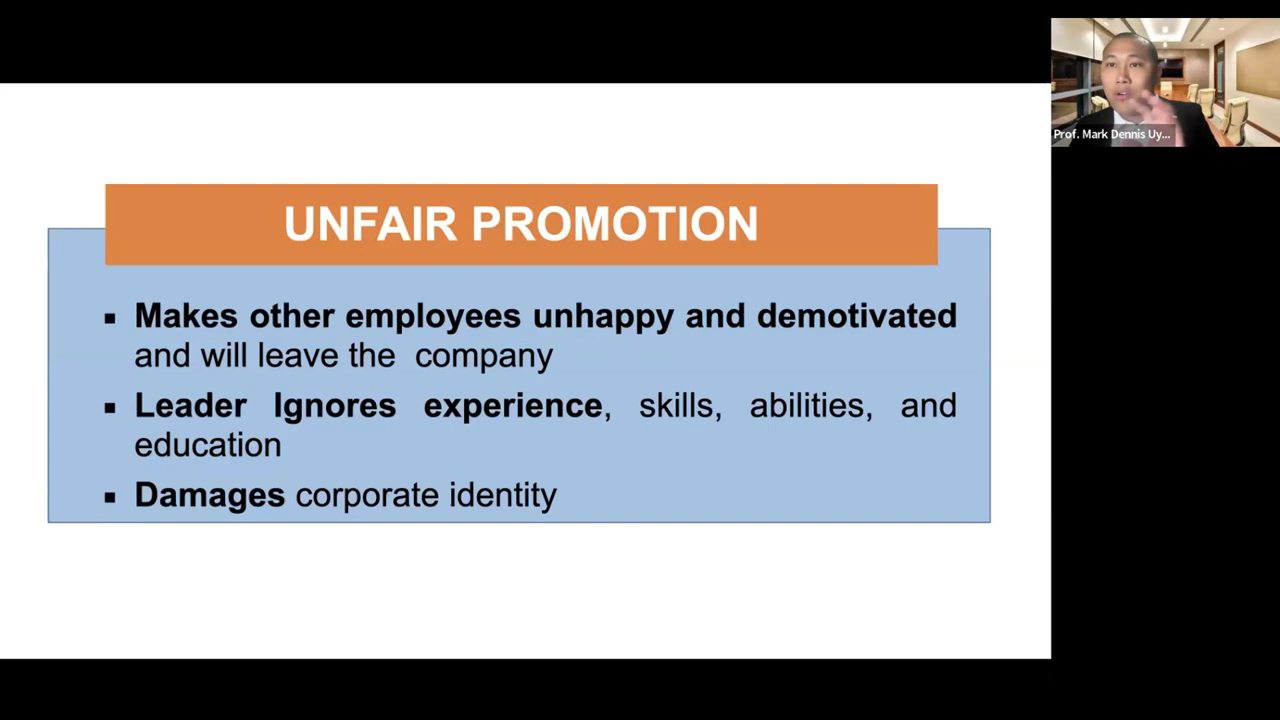 UNFAIR PROMOTION
▪ Makes other employees unhappy and demotivated
and will leave the company
▪ Leader Ignores experience, skills, abilities, and
education
▪ Damages corporate identity
Prof. Mark Dennis Uy...